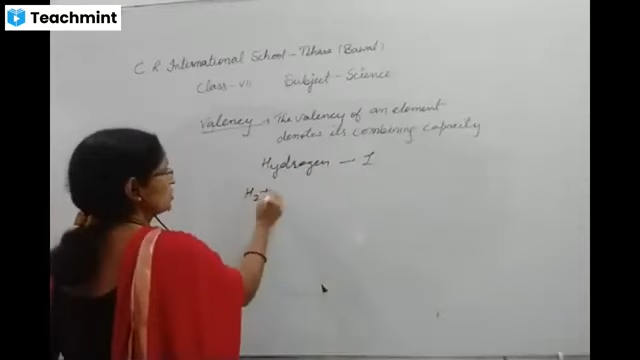 Teachmint
C R International School - (Bawal)
Class - VII Subject - Science
Valency → The valency of an element
denotes its combining capacity
Hydrogen — 1
H2